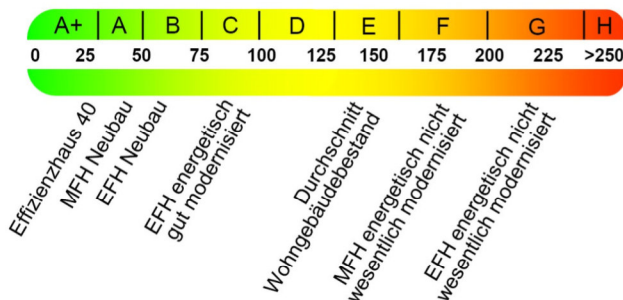 A+ A B C D E F G H
0 25 50 75 100 125 150 175 200 225 >250
Effizienzhaus 40
MFH Neubau
EFH Neubau
EFH energetisch
gut modernisiert
Durchschnitt
Wohngebäudebestand
MFH energetisch nicht
wesentlich modernisiert
EFH energetisch nicht
wesentlich modernisiert